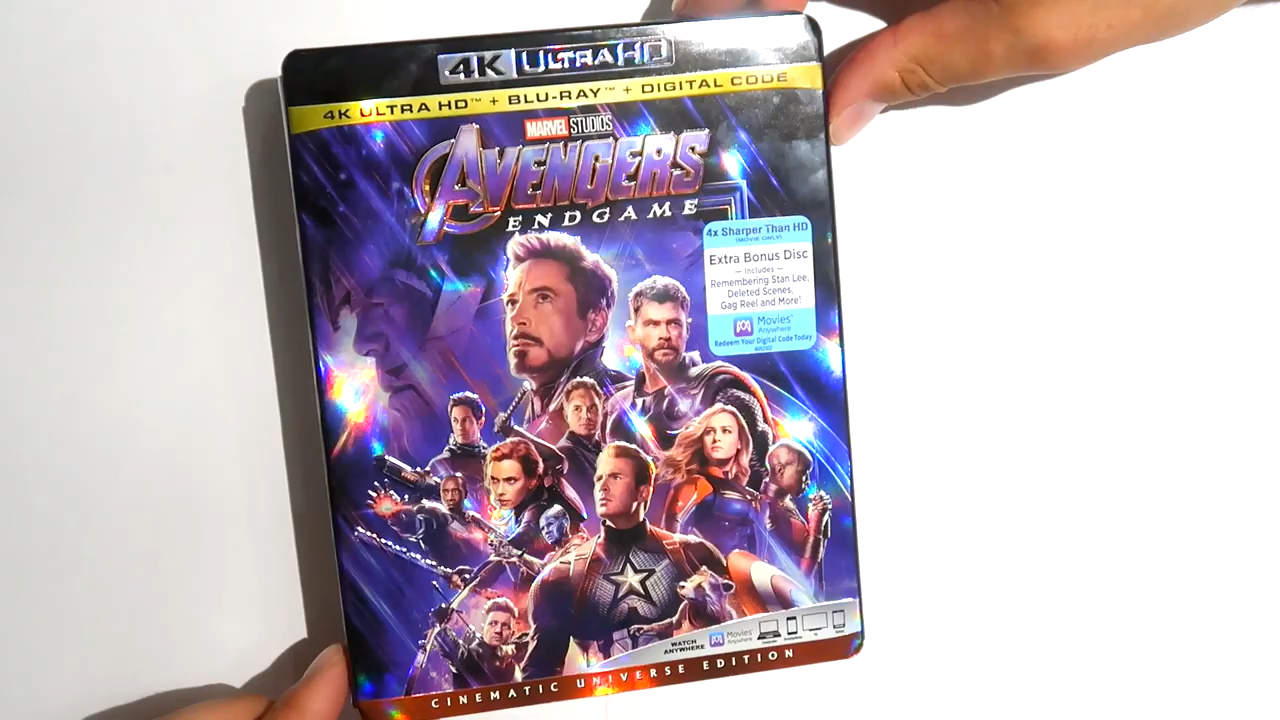 4K ULTRA HD
4K ULTRA HD™ + BLU-RAY™ + DIGITAL CODE
MARVEL STUDIOS
AVENGERS
ENDGAME
4x Sharper Than HD
(MOVIE ONLY)
Extra Bonus Disc
— Includes —
Remembering Stan Lee,
Deleted Scenes,
Gag Reel and More!
Movies
Anywhere
Redeem Your Digital Code Today
WATCH
ANYWHERE
Movies
Anywhere
CINEMATIC UNIVERSE EDITION